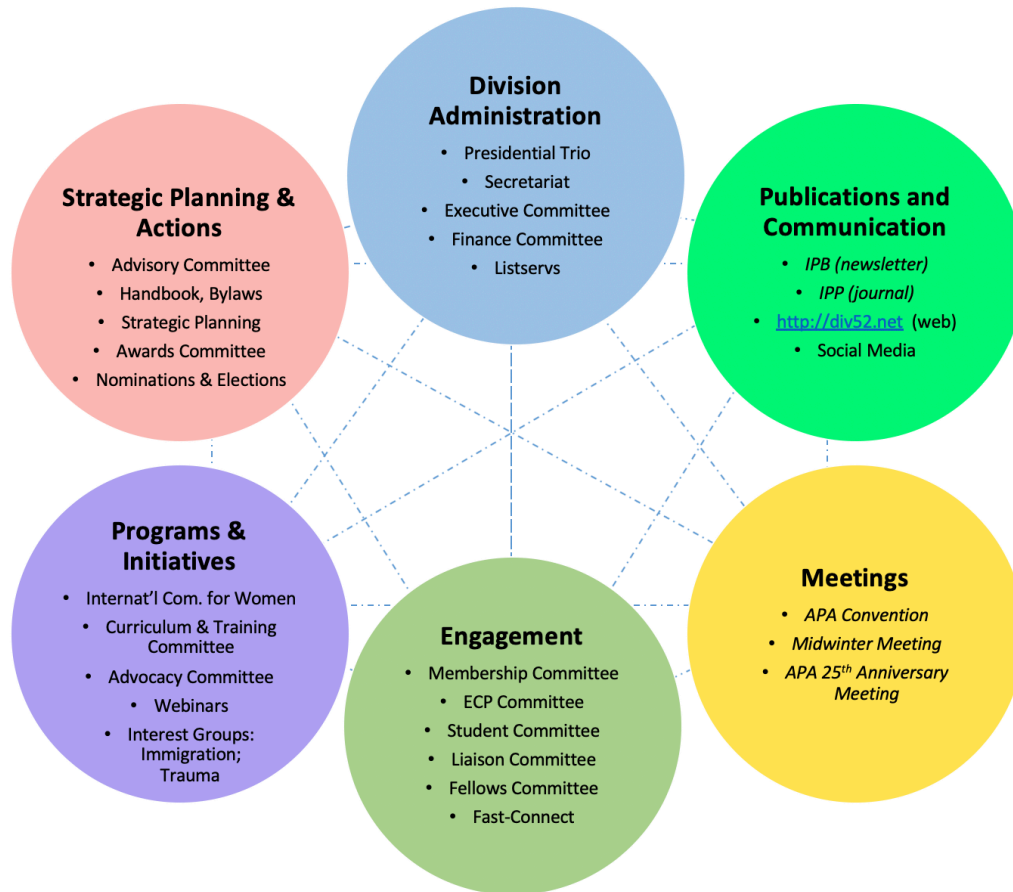 Division
Administration
• Presidential Trio
• Secretariat
• Executive Committee
• Finance Committee
• Listservs
Strategic Planning &
Actions
• Advisory Committee
• Handbook, Bylaws
• Strategic Planning
• Awards Committee
• Nominations & Elections
Publications and
Communication
• IPB (newsletter)
• IPP (journal)
• http://div52.net (web)
• Social Media
Programs &
Initiatives
• Internat’l Com. for Women
• Curriculum & Training
Committee
• Advocacy Committee
• Webinars
• Interest Groups:
Immigration;
Trauma
Engagement
• Membership Committee
• ECP Committee
• Student Committee
• Liaison Committee
• Fellows Committee
• Fast-Connect
Meetings
• APA Convention
• Midwinter Meeting
• APA 25th Anniversary
Meeting